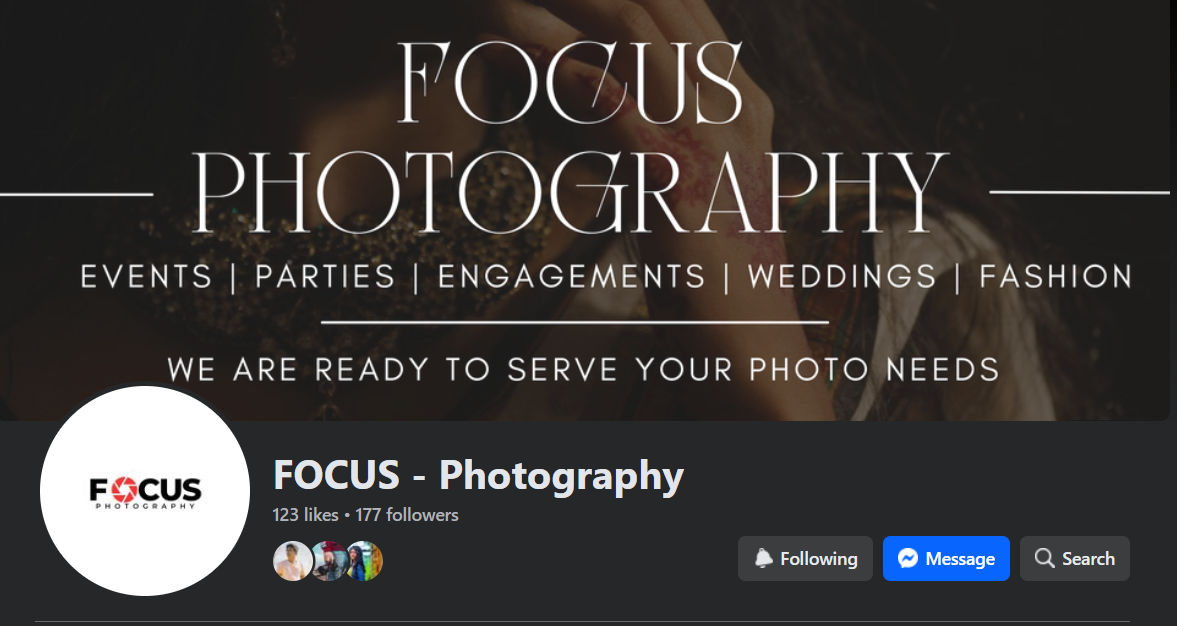 FOCUS
PHOTOGRAPHY
EVENTS | PARTIES | ENGAGEMENTS | WEDDINGS | FASHION
WE ARE READY TO SERVE YOUR PHOTO NEEDS
FOCUS
PHOTOGRAPHY
FOCUS - Photography
123 likes • 177 followers
Following
Message
Search